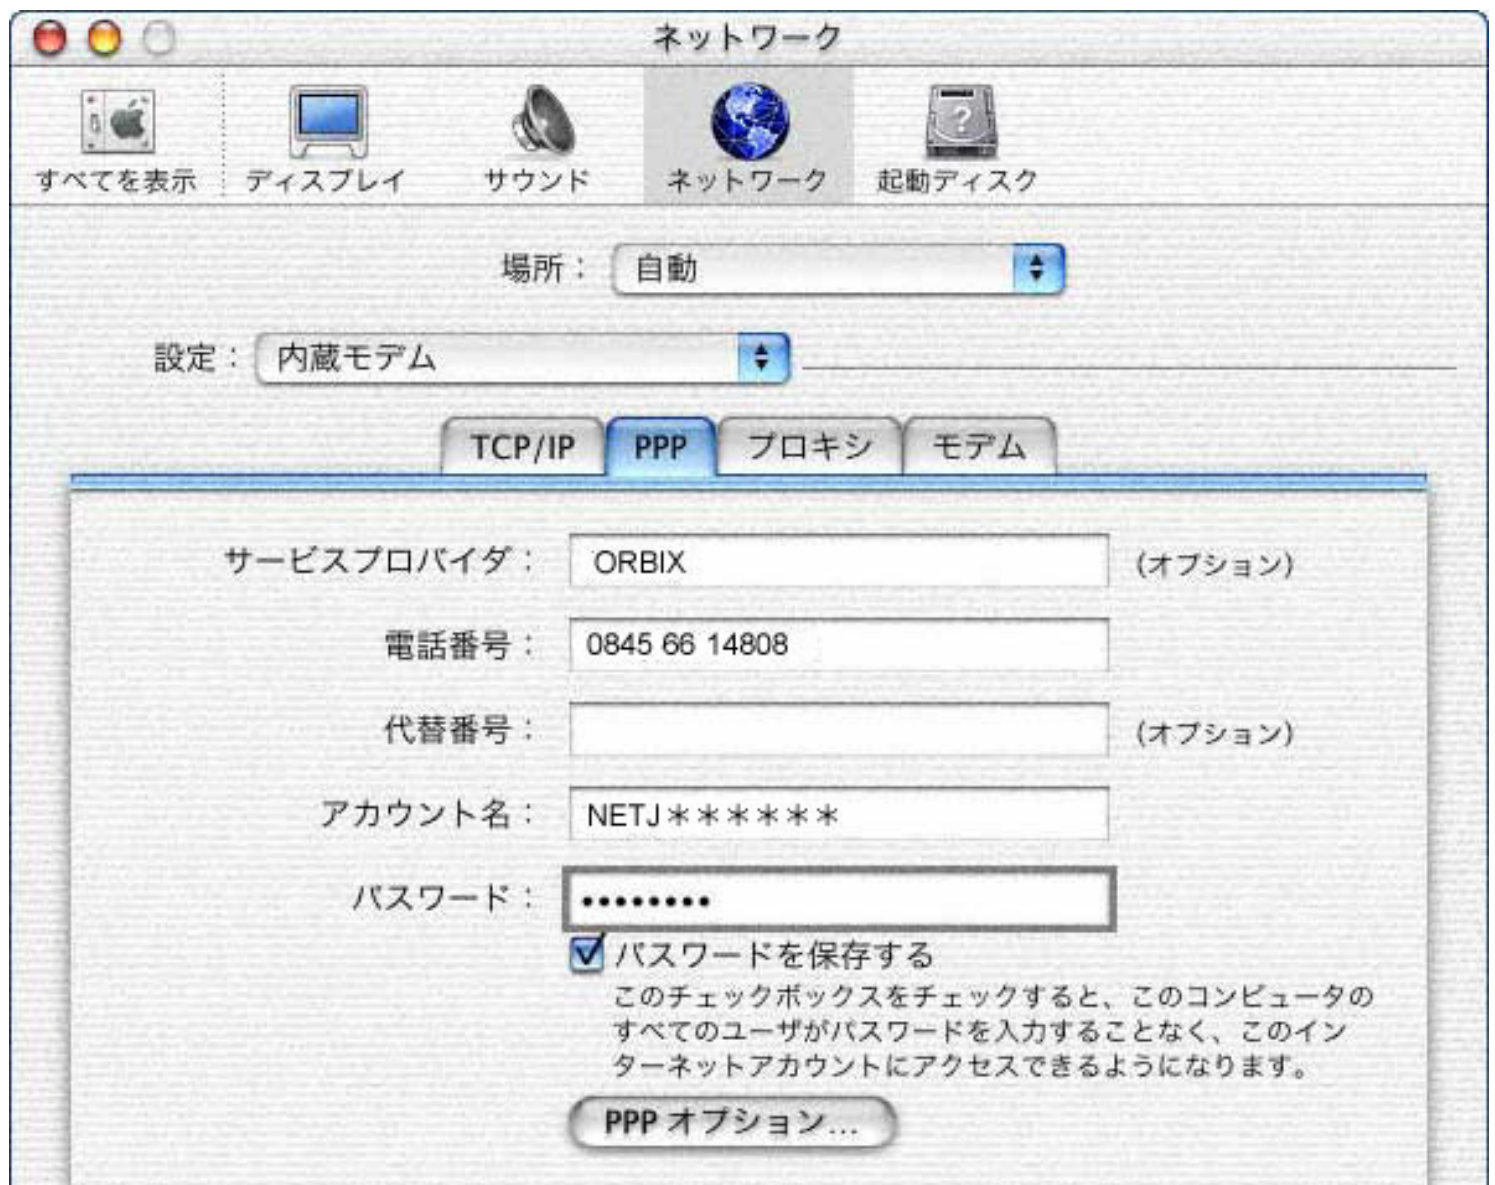 ネットワーク
すべてを表示 ディスプレイ サウンド ネットワーク 起動ディスク
場所： 自動
設定： 内蔵モデム
TCP/IP PPP プロキシ モデム
サービスプロバイダ： ORBIX (オプション)
電話番号： 0845 66 14808
代替番号： (オプション)
アカウント名： NETJ＊＊＊＊＊＊
パスワード： ••••••••
パスワードを保存する
このチェックボックスをチェックすると、このコンピュータの
すべてのユーザがパスワードを入力することなく、このイン
ターネットアカウントにアクセスできるようになります。
PPP オプション...